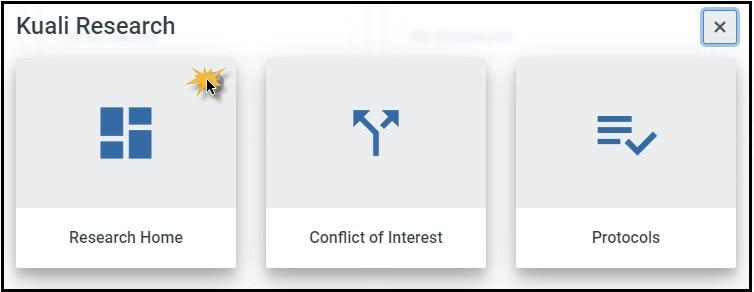 Kuali Research
Research Home
Conflict of Interest
Protocols